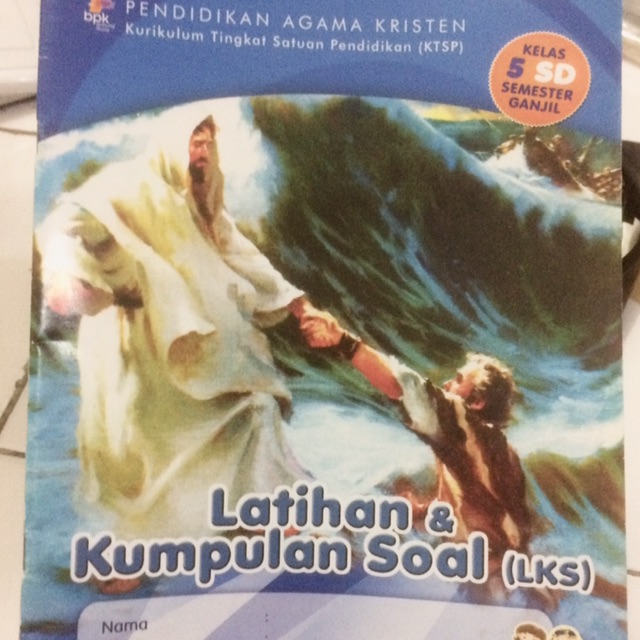 bpk
PENDIDIKAN AGAMA KRISTEN
Kurikulum Tingkat Satuan Pendidikan (KTSP)
KELAS
5 SD
SEMESTER
GANJIL
Latihan &
Kumpulan Soal (LKS)
Nama :